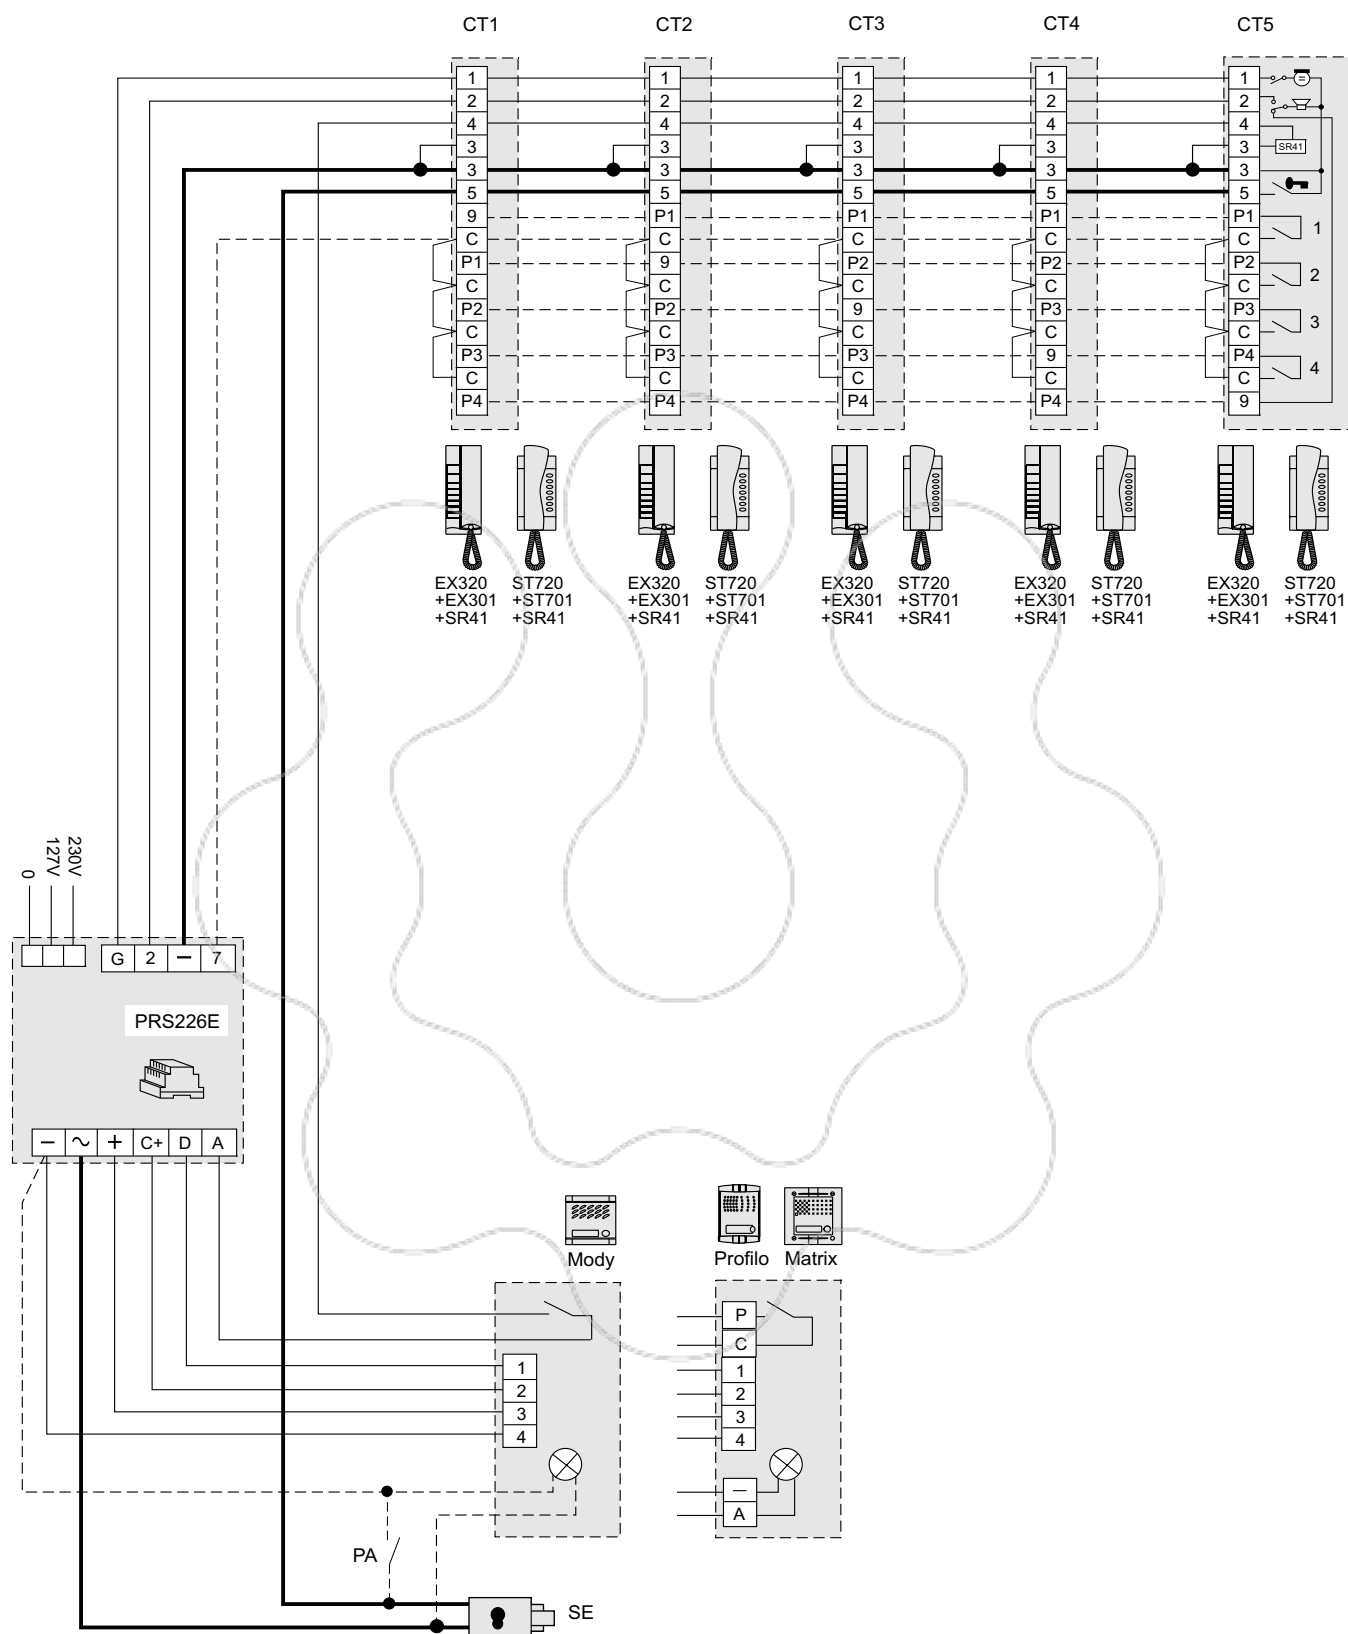 CT1 CT2 CT3 CT4 CT5
1 1 1 1 1
2 2 2 2 2
4 4 4 4 4
3 3 3 3 3 SR41
3 3 3 3 3
5 5 5 5 5
9 P1 P1 P1 P1 1
C C C C C
P1 9 P2 P2 P2 2
C C C C C
P2 P2 9 P3 P3 3
C C C C C
P3 P3 P3 9 P4 4
C C C C C
P4 P4 P4 P4 9
EX320 ST720 EX320 ST720 EX320 ST720 EX320 ST720 EX320 ST720
+EX301 +ST701 +EX301 +ST701 +EX301 +ST701 +EX301 +ST701 +EX301 +ST701
+SR41 +SR41 +SR41 +SR41 +SR41 +SR41 +SR41 +SR41 +SR41 +SR41
0 127V 230V
G 2 – 7
PRS226E
– ~ + C+ D A
Mody Profilo Matrix
P
C
1 1
2 2
3 3
4 4
–
A
PA
SE